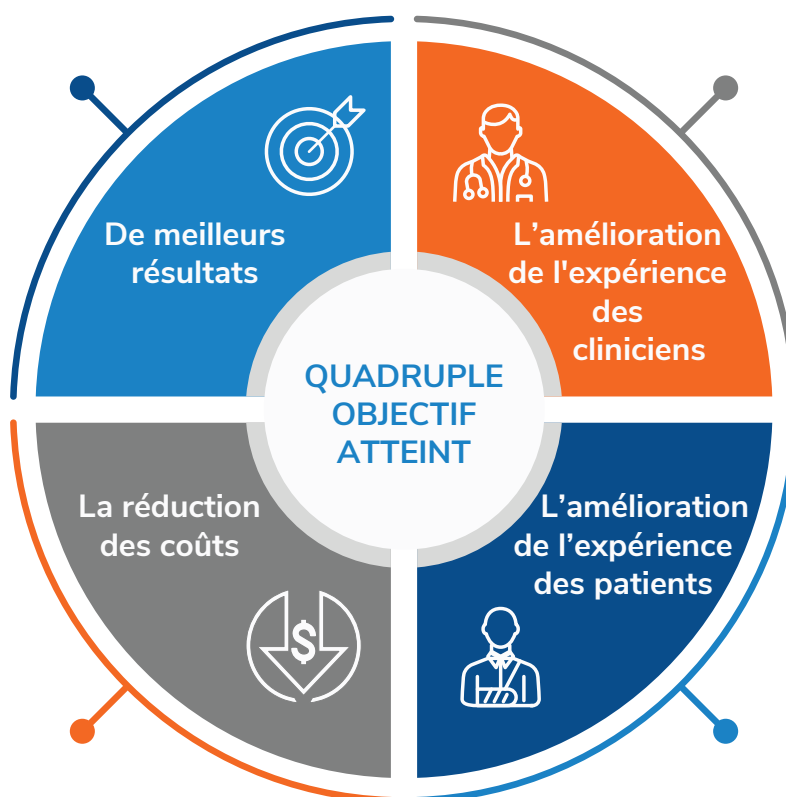 De meilleurs
résultats
L’amélioration
de l'expérience
des
cliniciens
QUADRUPLE
OBJECTIF
ATTEINT
La réduction
des coûts
$
L’amélioration
de l’expérience
des patients